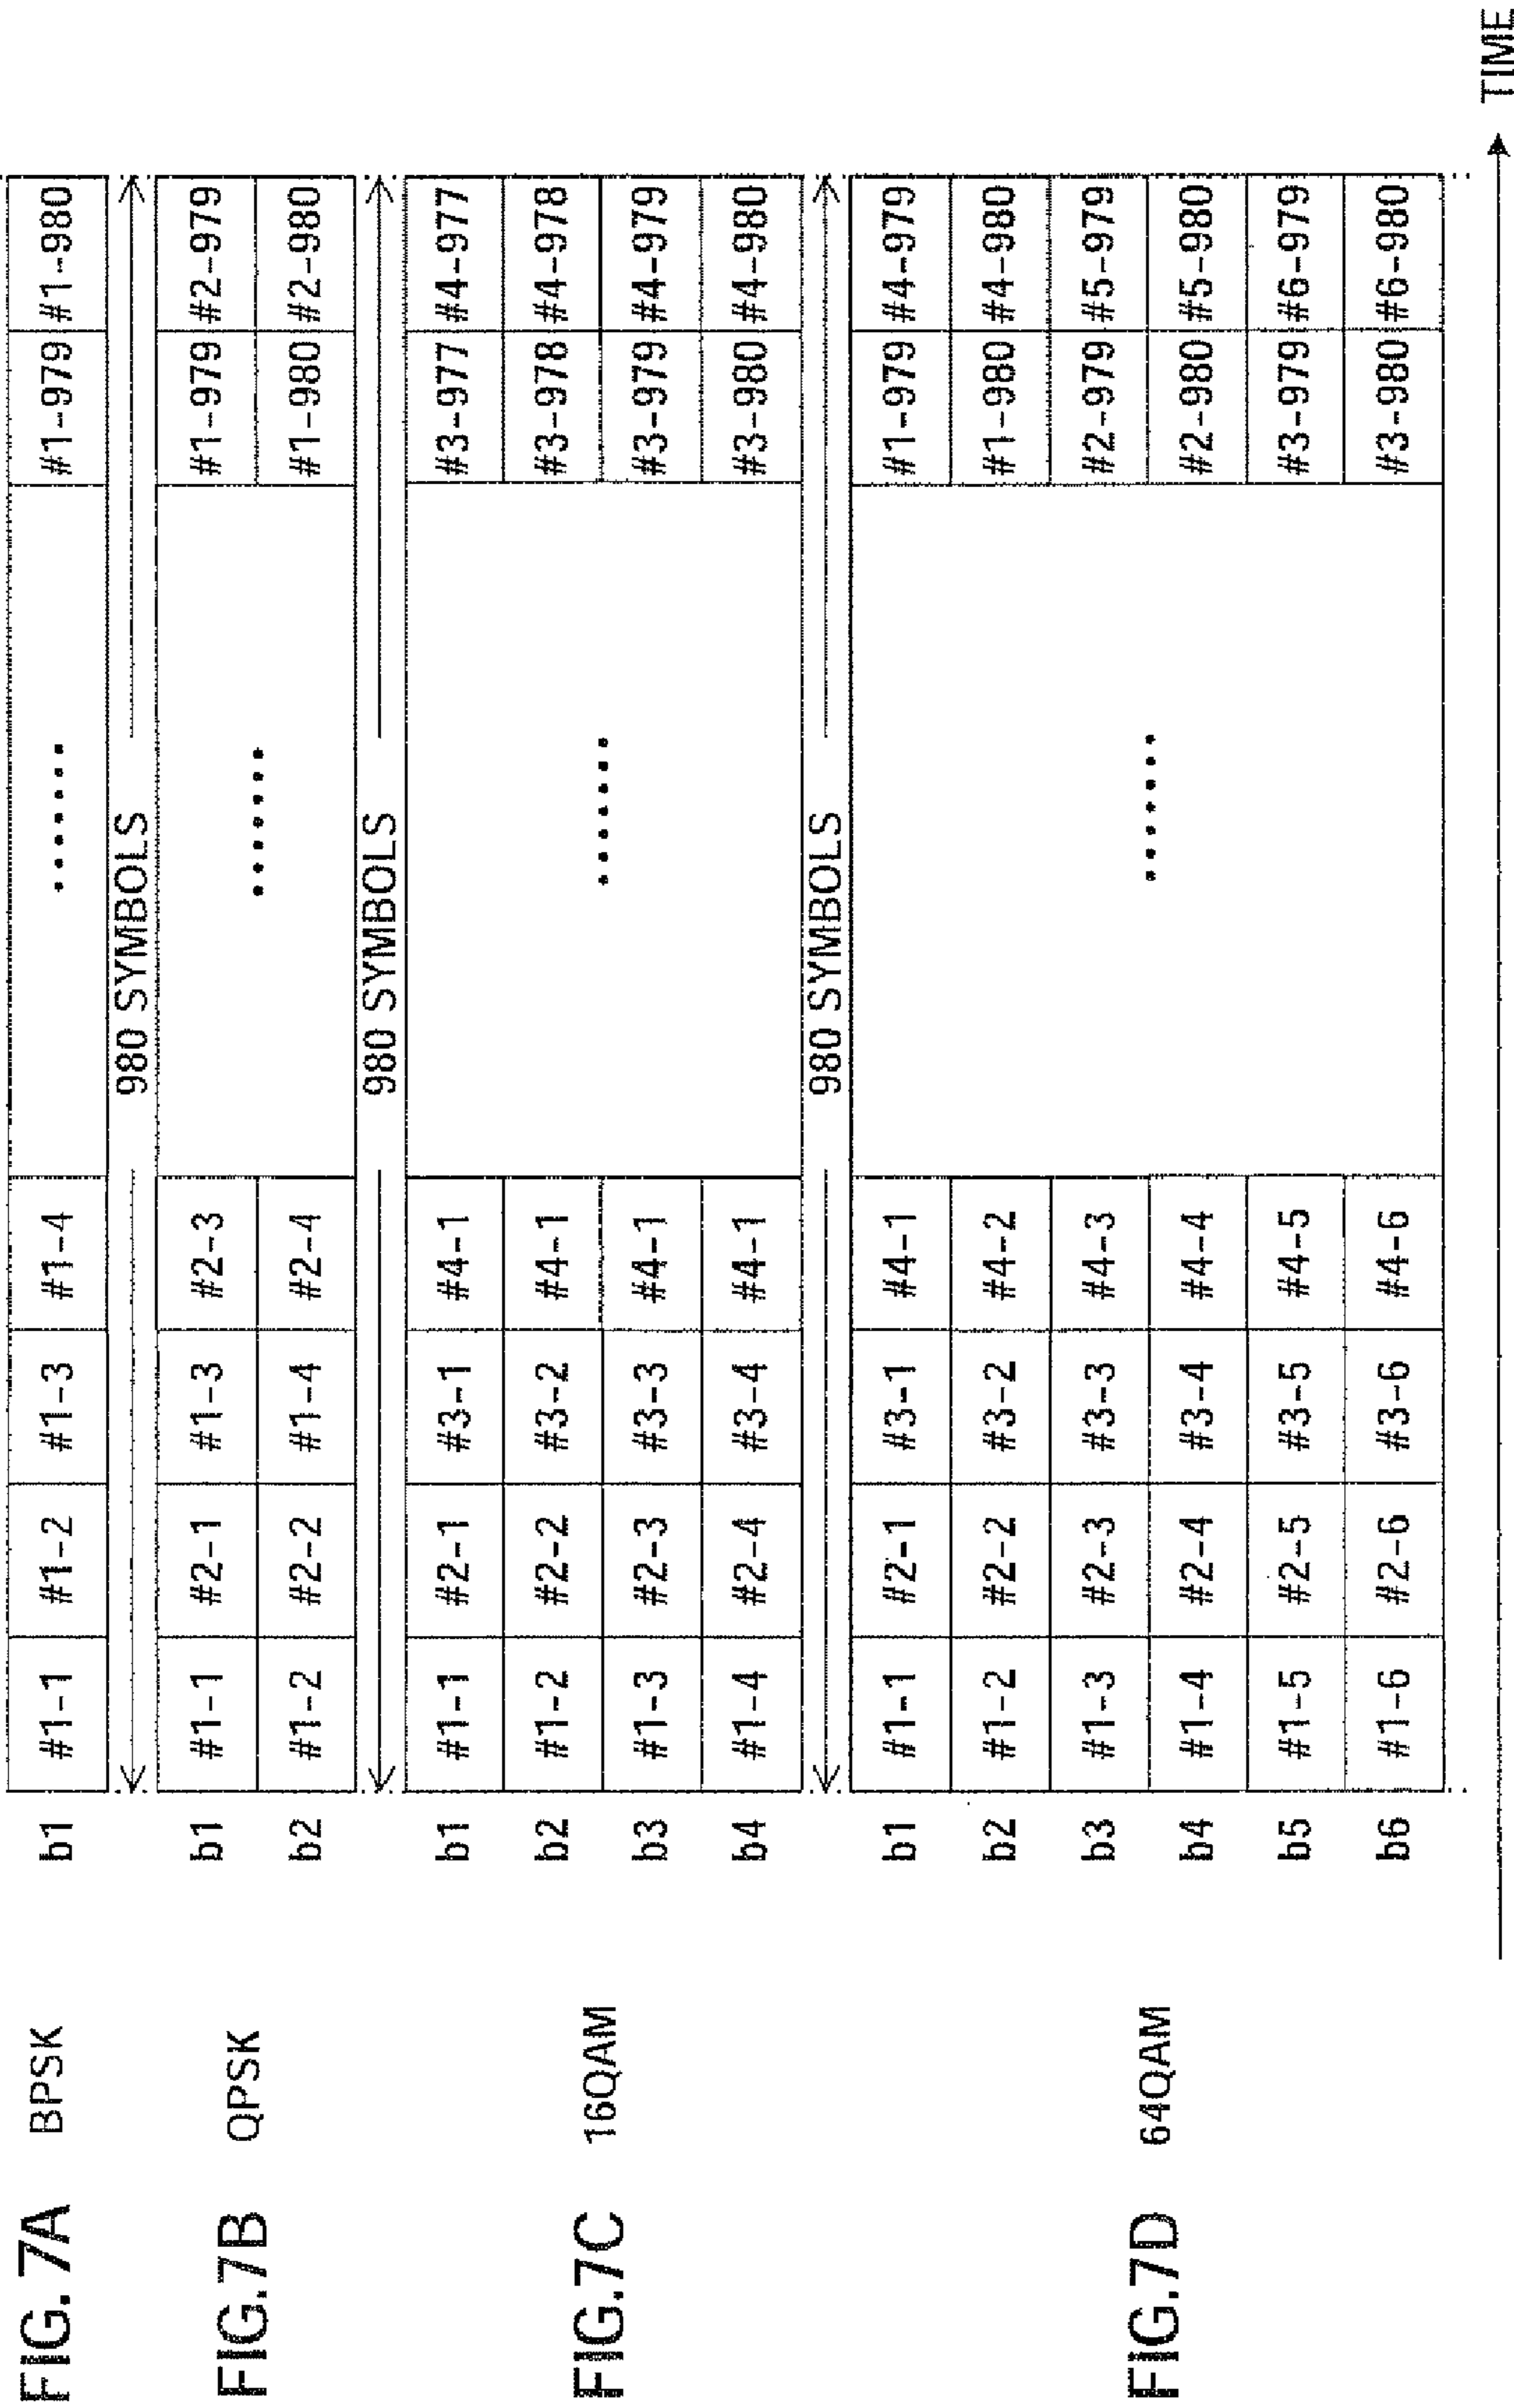 FIG. 7A BPSK
b1 #1-1 #1-2 #1-3 #1-4 ······· #1-979 #1-980
980 SYMBOLS
FIG.7B QPSK
b1 #1-1 #2-1 #1-3 #2-3 ······· #1-979 #2-979
b2 #1-2 #2-2 #1-4 #2-4 #1-980 #2-980
980 SYMBOLS
FIG.7C 16QAM
b1 #1-1 #2-1 #3-1 #4-1 ······· #3-977 #4-977
b2 #1-2 #2-2 #3-2 #4-1 #3-978 #4-978
b3 #1-3 #2-3 #3-3 #4-1 #3-979 #4-979
b4 #1-4 #2-4 #3-4 #4-1 #3-980 #4-980
980 SYMBOLS
FIG.7D 64QAM
b1 #1-1 #2-1 #3-1 #4-1 ······· #1-979 #4-979
b2 #1-2 #2-2 #3-2 #4-2 #1-980 #4-980
b3 #1-3 #2-3 #3-3 #4-3 #2-979 #5-979
b4 #1-4 #2-4 #3-4 #4-4 #2-980 #5-980
b5 #1-5 #2-5 #3-5 #4-5 #3-979 #6-979
b6 #1-6 #2-6 #3-6 #4-6 #3-980 #6-980
TIME